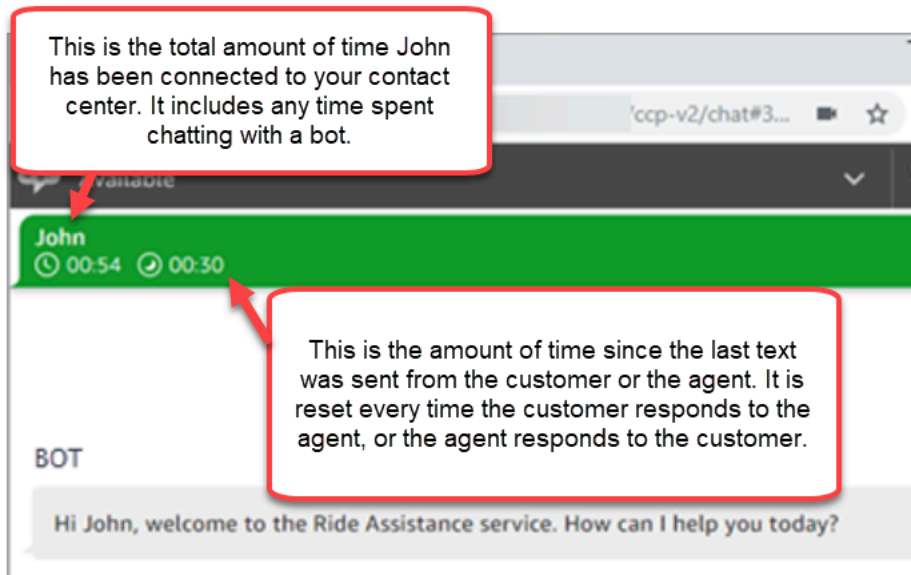 This is the total amount of time John
has been connected to your contact
center. It includes any time spent
chatting with a bot.
ccp-v2/chat#3...
Available
John
00:54 00:30
This is the amount of time since the last text
was sent from the customer or the agent. It is
reset every time the customer responds to the
agent, or the agent responds to the customer.
BOT
Hi John, welcome to the Ride Assistance service. How can I help you today?